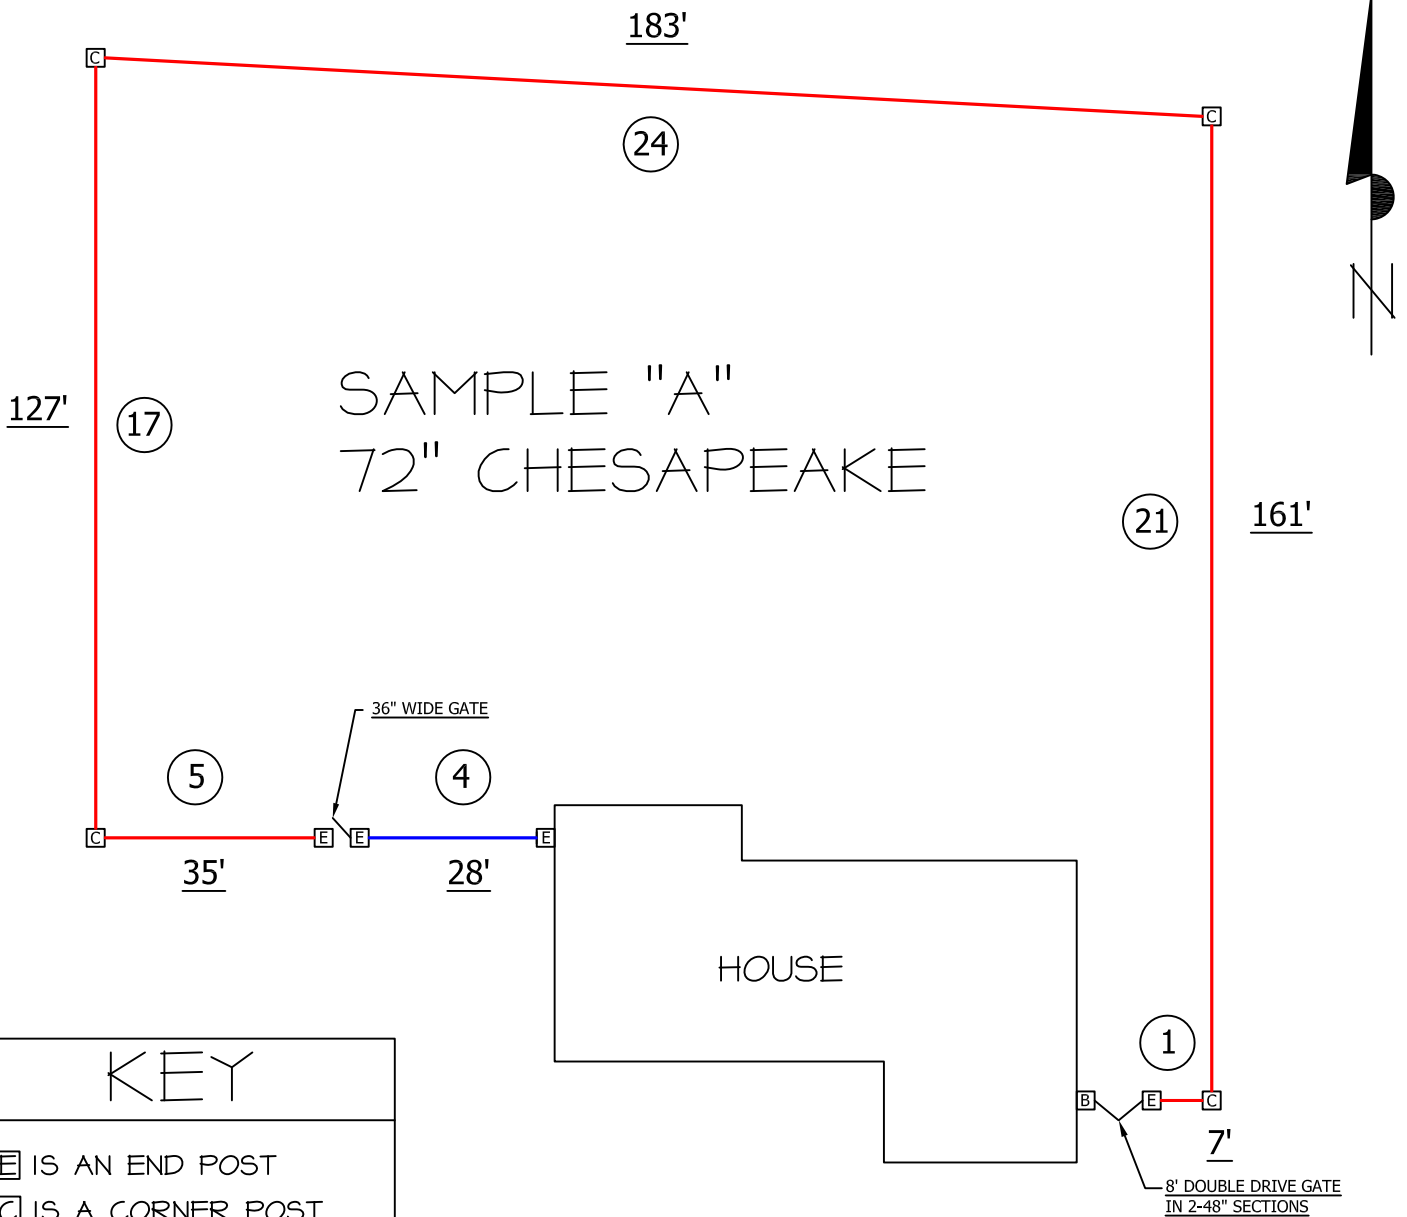 183'
C
C
24
N
SAMPLE "A"
72" CHESAPEAKE
127'
17
21
161'
36" WIDE GATE
5
4
C
E
E
E
35'
28'
HOUSE
1
B
E
C
7'
8' DOUBLE DRIVE GATE
IN 2-48" SECTIONS
KEY
E IS AN END POST
C IS A CORNER POST